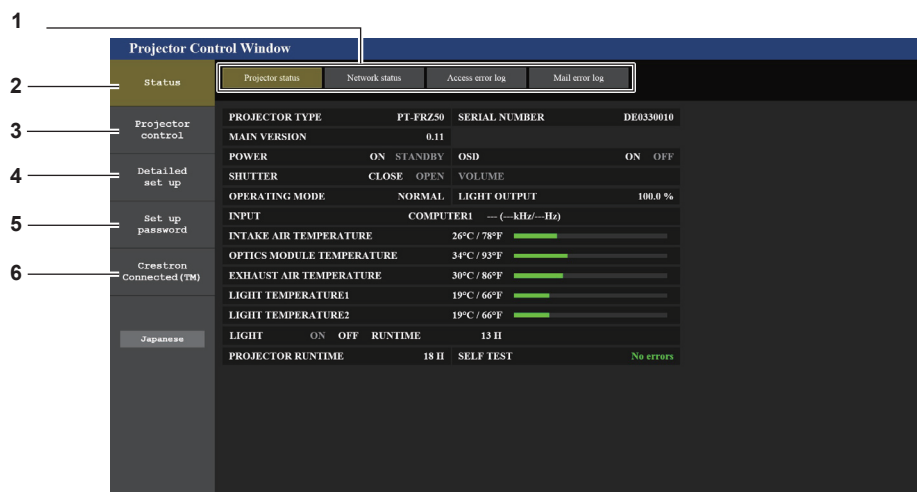 1
Projector Control Window
2
Status
Projector status Network status Access error log Mail error log
3
Projector
control
4
Detailed
set up
5
Set up
password
6
Crestron
Connected(TM)
Japanese
PROJECTOR TYPE PT-FRZ50 SERIAL NUMBER DE0330010
MAIN VERSION 0.11
POWER ON STANDBY OSD ON OFF
SHUTTER CLOSE OPEN VOLUME
OPERATING MODE NORMAL LIGHT OUTPUT 100.0 %
INPUT COMPUTER1 --- (---kHz/---Hz)
INTAKE AIR TEMPERATURE 26°C / 78°F
OPTICS MODULE TEMPERATURE 34°C / 93°F
EXHAUST AIR TEMPERATURE 30°C / 86°F
LIGHT TEMPERATURE1 19°C / 66°F
LIGHT TEMPERATURE2 19°C / 66°F
LIGHT ON OFF RUNTIME 13 H
PROJECTOR RUNTIME 18 H SELF TEST No errors